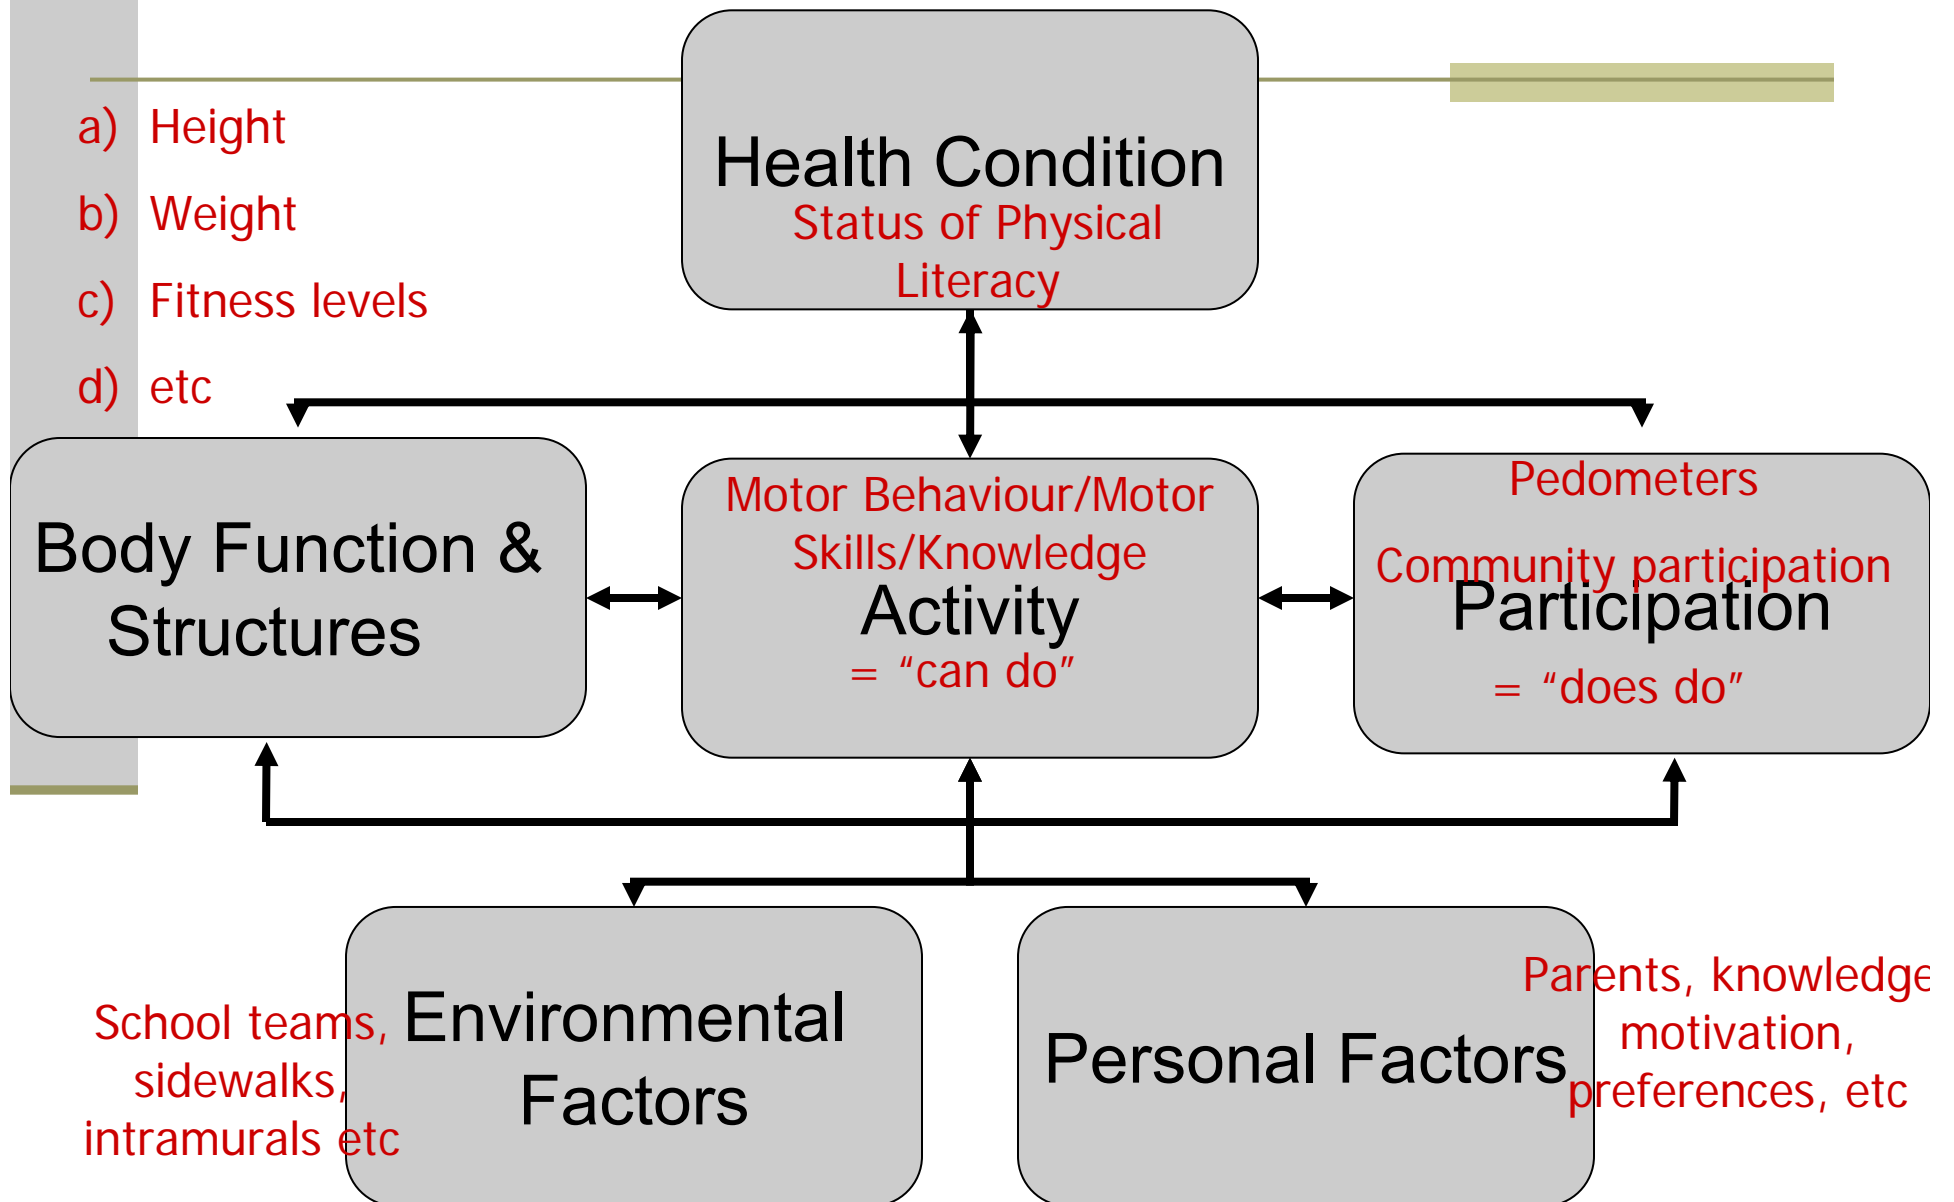 Health Condition
Status of Physical
Literacy
a) Height
b) Weight
c) Fitness levels
d) etc
Body Function &
Structures
Motor Behaviour/Motor
Skills/Knowledge
Activity
= “can do”
Pedometers
Community participation
Participation
= “does do”
School teams,
sidewalks,
intramurals etc
Environmental
Factors
Personal Factors
Parents, knowledge
motivation,
preferences, etc